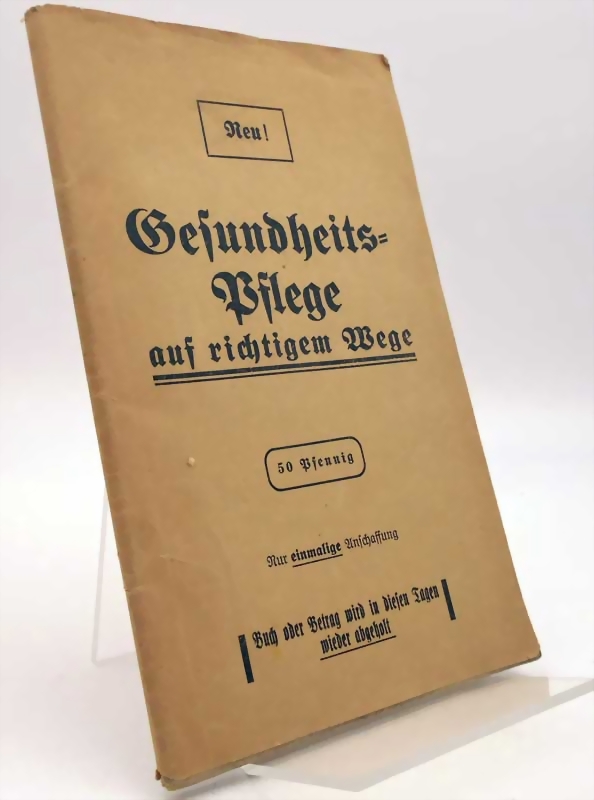 Neu!
Gesundheits-
Pflege
auf richtigem Wege
50 Pfennig
Nur einmalige Anschaffung
Buch oder Betrag wird in diesen Tagen
wieder abgeholt